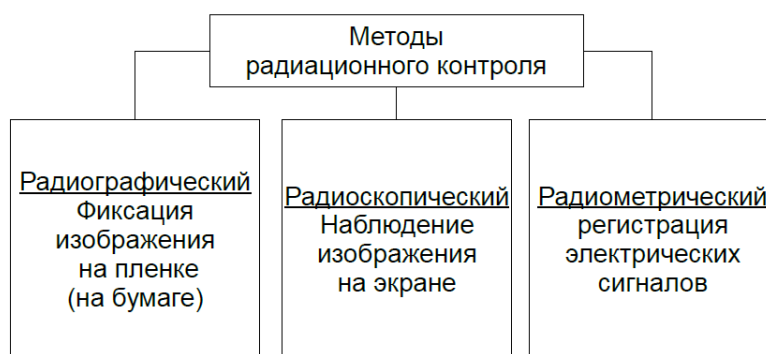 Методы
радиационного контроля
Радиографический
Фиксация
изображения
на пленке
(на бумаге)
Радиоскопический
Наблюдение
изображения
на экране
Радиометрический
регистрация
электрических
сигналов